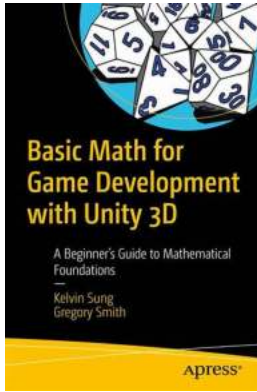 Basic Math for
Game Development
with Unity 3D
A Beginner's Guide to Mathematical
Foundations
—
Kelvin Sung
Gregory Smith
Apress®